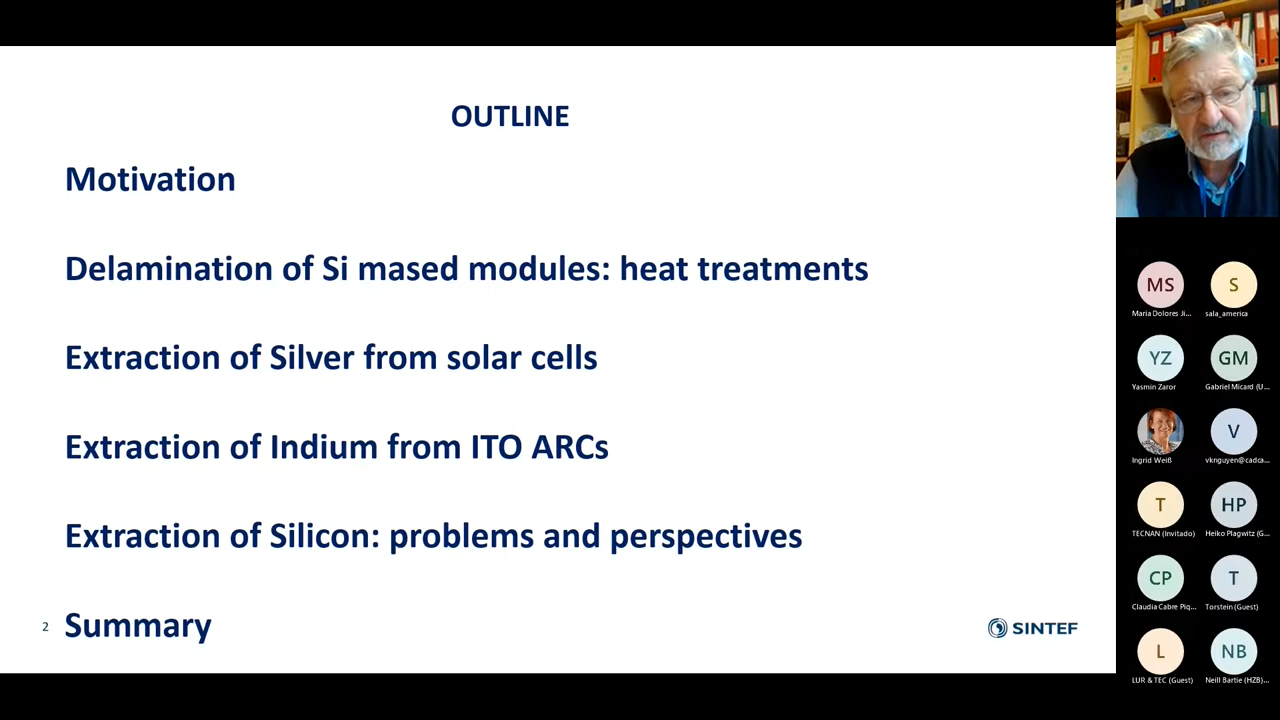 OUTLINE
Motivation
Delamination of Si mased modules: heat treatments
Extraction of Silver from solar cells
Extraction of Indium from ITO ARCs
Extraction of Silicon: problems and perspectives
2 Summary
SINTEF
MS S
Maria Dolores Ji... sala_america
YZ GM
Yasmin Zaror Gabriel Micard (U...
V
Ingrid Weiß vknguyen@cadca...
T HP
TECNAN (Invitado) Heiko Plagwitz (G...
CP T
Claudia Cabre Piq... Torstein (Guest)
L NB
LUR & TEC (Guest) Neill Bartie (HZB)...